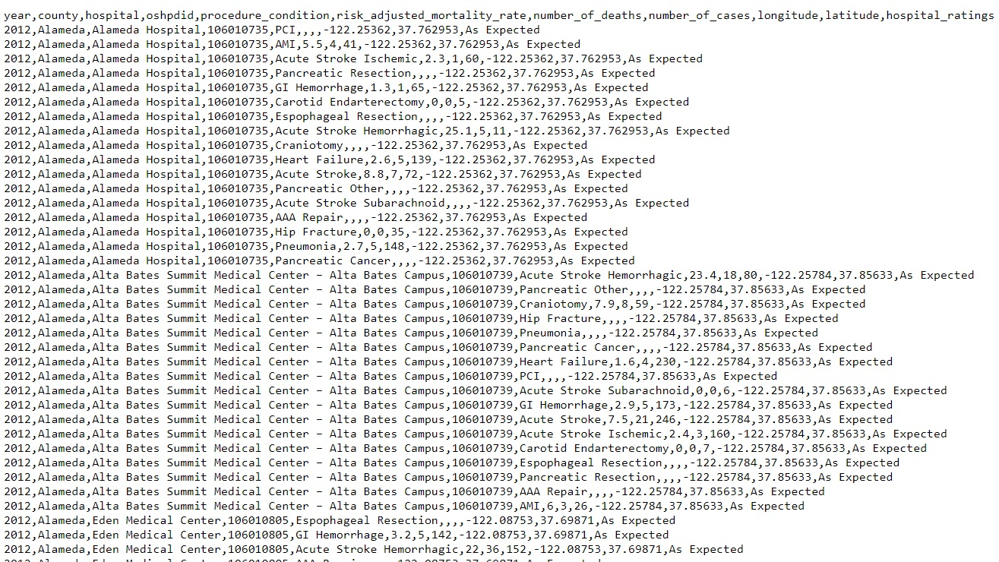 year,county,hospital,oshpdid,procedure_condition,risk_adjusted_mortality_rate,number_of_deaths,number_of_cases,longitude,latitude,hospital_ratings
2012,Alameda,Alameda Hospital,106010735,PCI,,,,-122.25362,37.762953,As Expected
2012,Alameda,Alameda Hospital,106010735,AMI,5.5,4,41,-122.25362,37.762953,As Expected
2012,Alameda,Alameda Hospital,106010735,Acute Stroke Ischemic,2.3,1,60,-122.25362,37.762953,As Expected
2012,Alameda,Alameda Hospital,106010735,Pancreatic Resection,,,,-122.25362,37.762953,As Expected
2012,Alameda,Alameda Hospital,106010735,GI Hemorrhage,1.3,1,65,-122.25362,37.762953,As Expected
2012,Alameda,Alameda Hospital,106010735,Carotid Endarterectomy,0,0,5,-122.25362,37.762953,As Expected
2012,Alameda,Alameda Hospital,106010735,Espophageal Resection,,,,-122.25362,37.762953,As Expected
2012,Alameda,Alameda Hospital,106010735,Acute Stroke Hemorrhagic,25.1,5,11,-122.25362,37.762953,As Expected
2012,Alameda,Alameda Hospital,106010735,Craniotomy,,,,-122.25362,37.762953,As Expected
2012,Alameda,Alameda Hospital,106010735,Heart Failure,2.6,5,139,-122.25362,37.762953,As Expected
2012,Alameda,Alameda Hospital,106010735,Acute Stroke,8.8,7,72,-122.25362,37.762953,As Expected
2012,Alameda,Alameda Hospital,106010735,Pancreatic Other,,,,-122.25362,37.762953,As Expected
2012,Alameda,Alameda Hospital,106010735,Acute Stroke Subarachnoid,,,,-122.25362,37.762953,As Expected
2012,Alameda,Alameda Hospital,106010735,AAA Repair,,,,-122.25362,37.762953,As Expected
2012,Alameda,Alameda Hospital,106010735,Hip Fracture,0,0,35,-122.25362,37.762953,As Expected
2012,Alameda,Alameda Hospital,106010735,Pneumonia,2.7,5,148,-122.25362,37.762953,As Expected
2012,Alameda,Alameda Hospital,106010735,Pancreatic Cancer,,,,-122.25362,37.762953,As Expected
2012,Alameda,Alta Bates Summit Medical Center – Alta Bates Campus,106010739,Acute Stroke Hemorrhagic,23.4,18,80,-122.25784,37.85633,As Expected
2012,Alameda,Alta Bates Summit Medical Center – Alta Bates Campus,106010739,Pancreatic Other,,,,-122.25784,37.85633,As Expected
2012,Alameda,Alta Bates Summit Medical Center – Alta Bates Campus,106010739,Craniotomy,7.9,8,59,-122.25784,37.85633,As Expected
2012,Alameda,Alta Bates Summit Medical Center – Alta Bates Campus,106010739,Hip Fracture,,,,-122.25784,37.85633,As Expected
2012,Alameda,Alta Bates Summit Medical Center – Alta Bates Campus,106010739,Pneumonia,,,,-122.25784,37.85633,As Expected
2012,Alameda,Alta Bates Summit Medical Center – Alta Bates Campus,106010739,Pancreatic Cancer,,,,-122.25784,37.85633,As Expected
2012,Alameda,Alta Bates Summit Medical Center – Alta Bates Campus,106010739,Heart Failure,1.6,4,230,-122.25784,37.85633,As Expected
2012,Alameda,Alta Bates Summit Medical Center – Alta Bates Campus,106010739,PCI,,,,-122.25784,37.85633,As Expected
2012,Alameda,Alta Bates Summit Medical Center – Alta Bates Campus,106010739,Acute Stroke Subarachnoid,0,0,6,-122.25784,37.85633,As Expected
2012,Alameda,Alta Bates Summit Medical Center – Alta Bates Campus,106010739,GI Hemorrhage,2.9,5,173,-122.25784,37.85633,As Expected
2012,Alameda,Alta Bates Summit Medical Center – Alta Bates Campus,106010739,Acute Stroke,7.5,21,246,-122.25784,37.85633,As Expected
2012,Alameda,Alta Bates Summit Medical Center – Alta Bates Campus,106010739,Acute Stroke Ischemic,2.4,3,160,-122.25784,37.85633,As Expected
2012,Alameda,Alta Bates Summit Medical Center – Alta Bates Campus,106010739,Carotid Endarterectomy,0,0,7,-122.25784,37.85633,As Expected
2012,Alameda,Alta Bates Summit Medical Center – Alta Bates Campus,106010739,Espophageal Resection,,,,-122.25784,37.85633,As Expected
2012,Alameda,Alta Bates Summit Medical Center – Alta Bates Campus,106010739,Pancreatic Resection,,,,-122.25784,37.85633,As Expected
2012,Alameda,Alta Bates Summit Medical Center – Alta Bates Campus,106010739,AAA Repair,,,,-122.25784,37.85633,As Expected
2012,Alameda,Alta Bates Summit Medical Center – Alta Bates Campus,106010739,AMI,6,3,26,-122.25784,37.85633,As Expected
2012,Alameda,Eden Medical Center,106010805,Espophageal Resection,,,,-122.08753,37.69871,As Expected
2012,Alameda,Eden Medical Center,106010805,GI Hemorrhage,3.2,5,142,-122.08753,37.69871,As Expected
2012,Alameda,Eden Medical Center,106010805,Acute Stroke Hemorrhagic,22,36,152,-122.08753,37.69871,As Expected